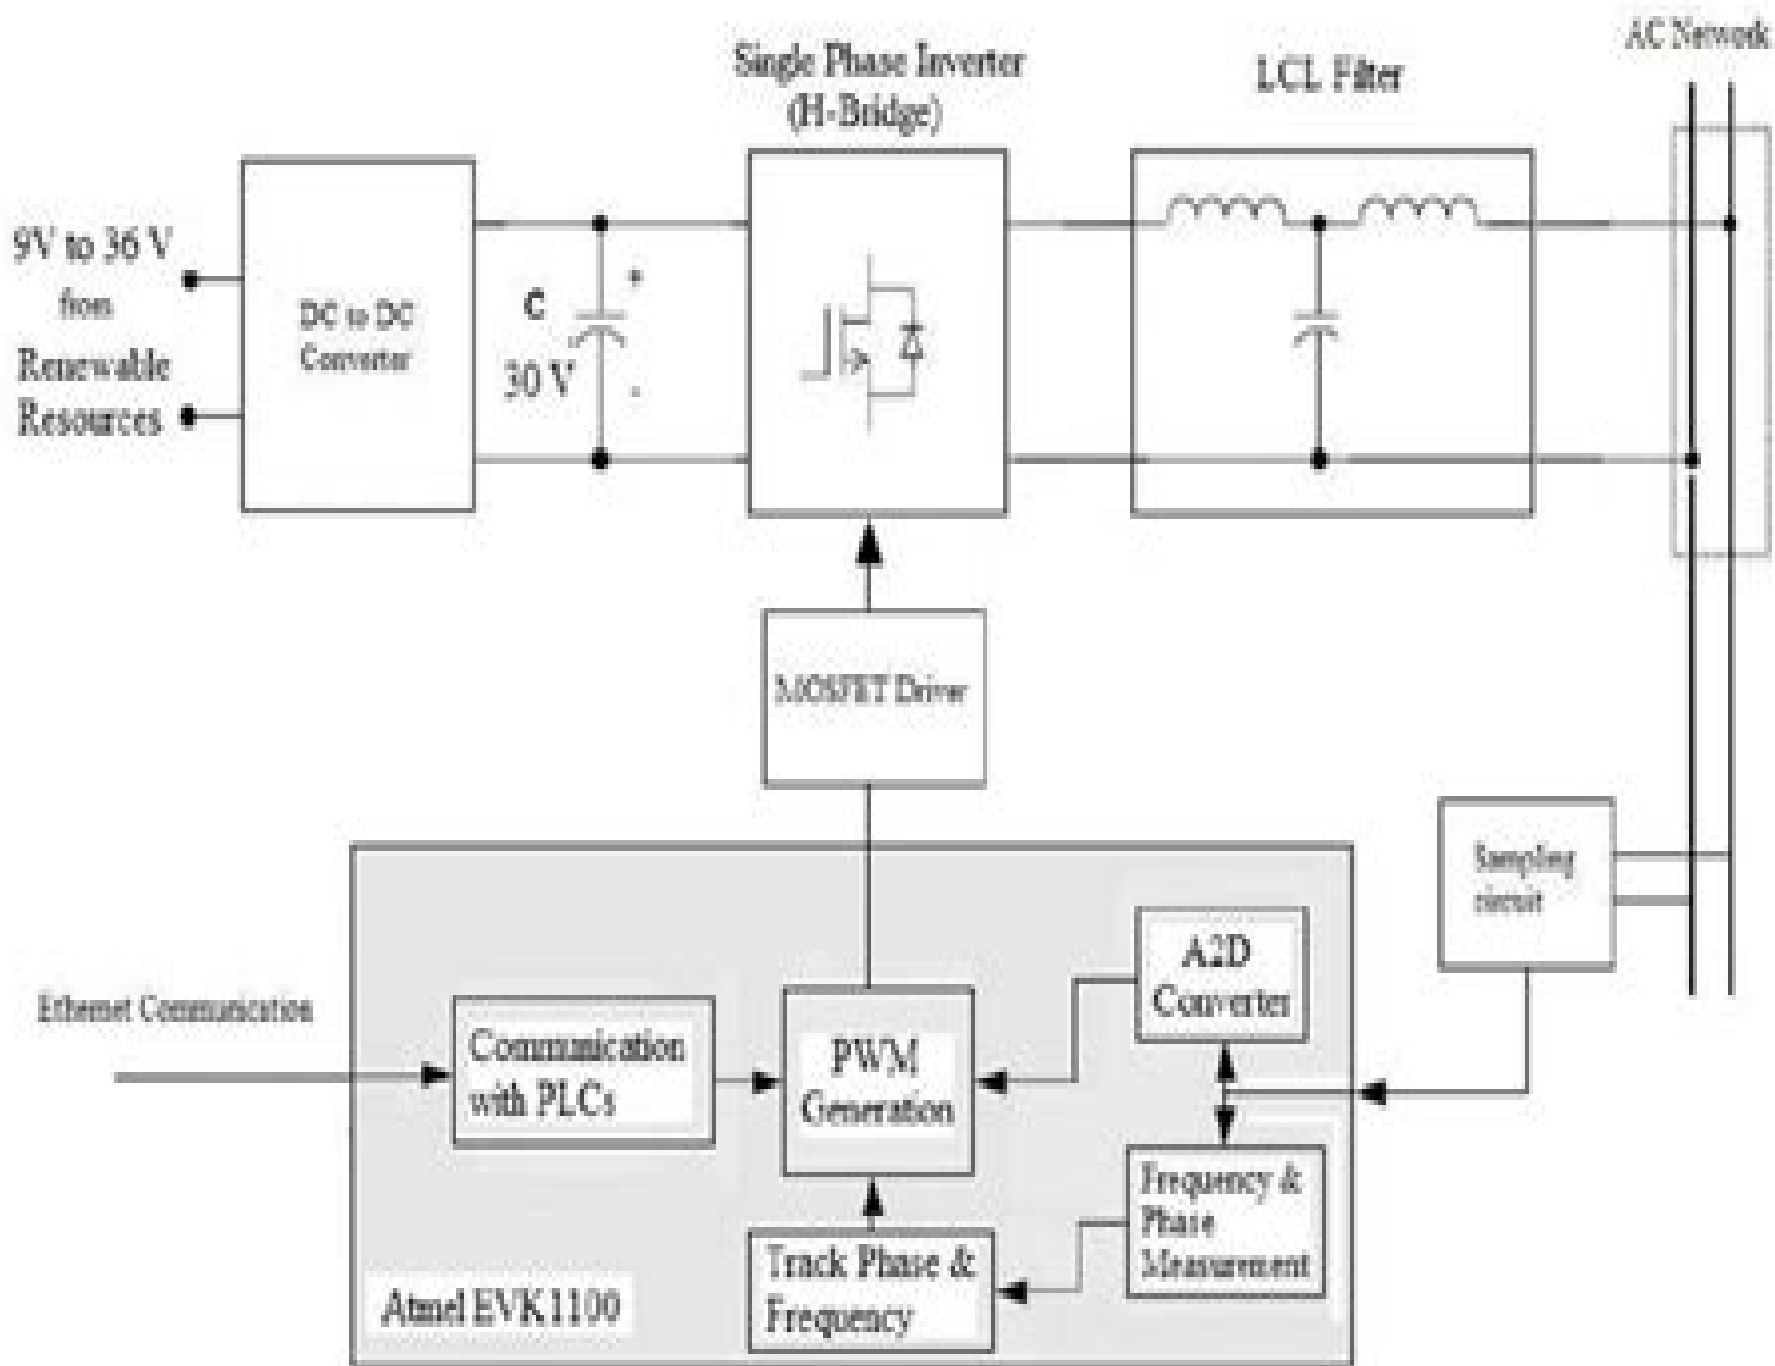 AC Network
Single Phase Inverter
(H-Bridge)
LCL Filter
9V to 36 V
from
Renewable
Resources
DC to DC
Converter
C
+
30 V
-
MOSFET Driver
Sampling
circuit
Ethernet Communication
Communication
with PLCs
PWM
Generation
A2D
Converter
Frequency &
Phase
Measurement
Track Phase &
Frequency
Atmel EVK1100